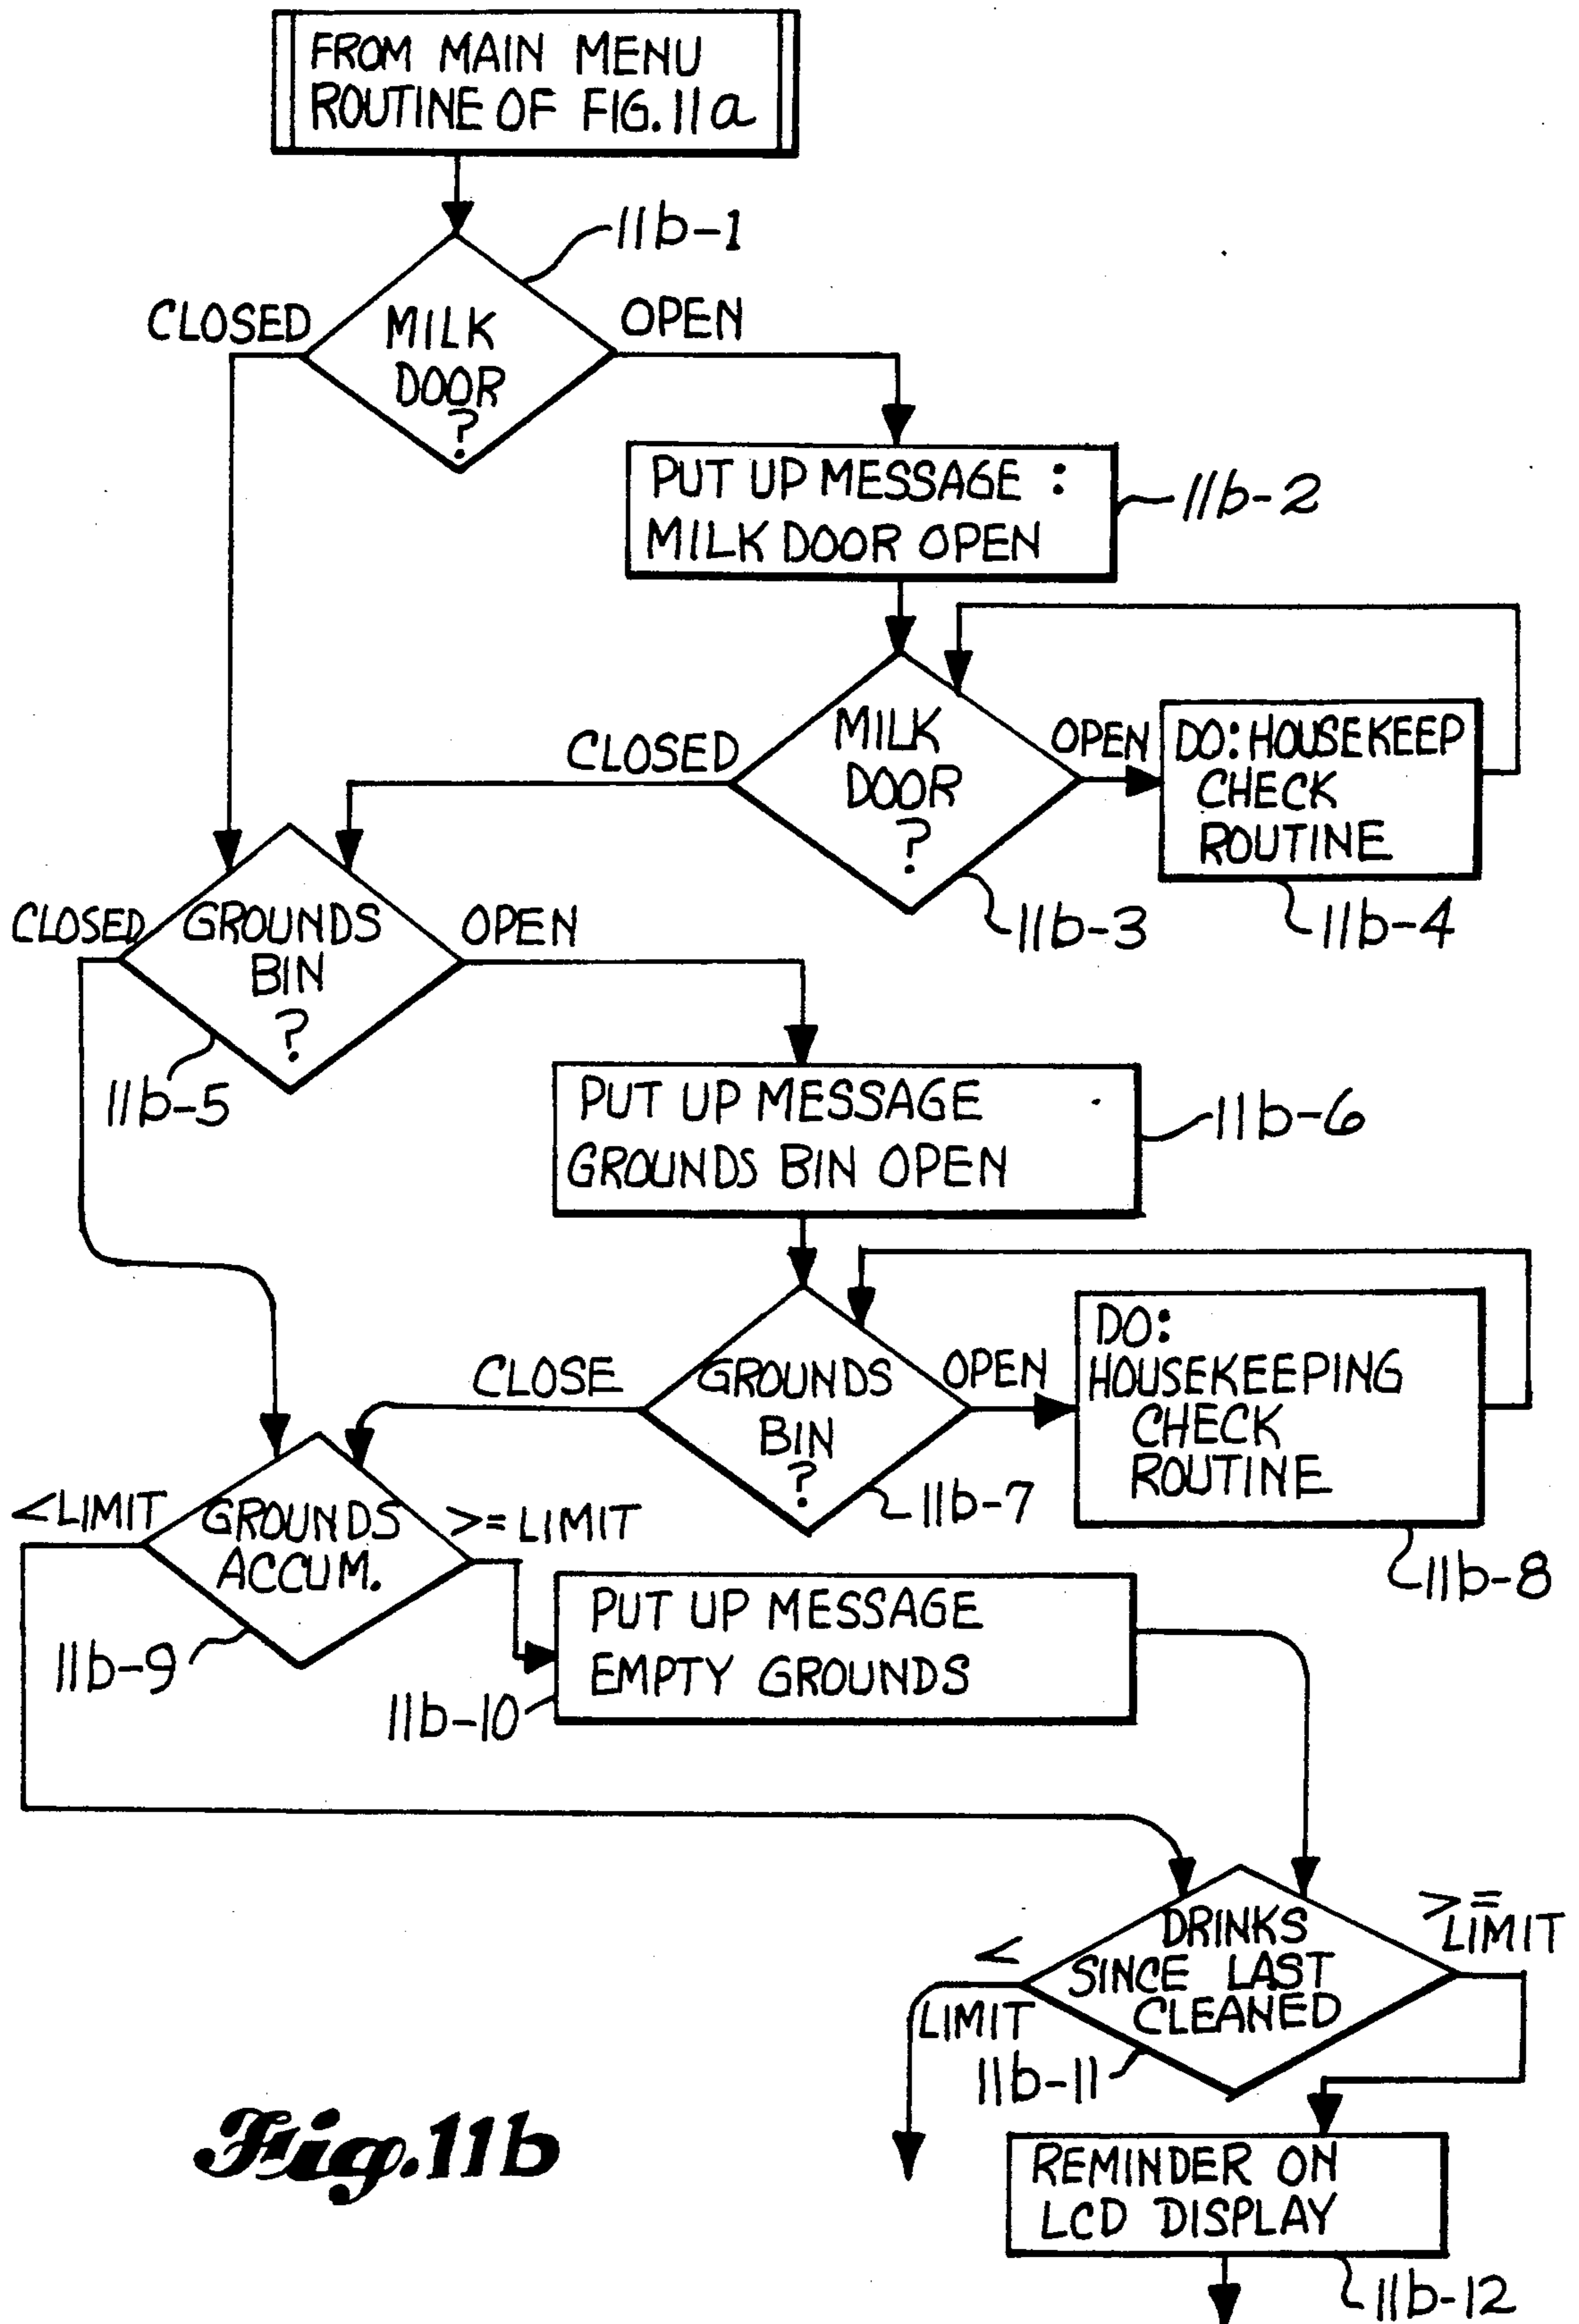 FROM MAIN MENU
ROUTINE OF FIG. 11a
11b-1
CLOSED
OPEN
MILK
DOOR
?
PUT UP MESSAGE :
MILK DOOR OPEN
11b-2
CLOSED
MILK
DOOR
?
OPEN
DO: HOUSEKEEP
CHECK
ROUTINE
11b-3
11b-4
CLOSED
GROUNDS
BIN
?
OPEN
11b-5
PUT UP MESSAGE
GROUNDS BIN OPEN
11b-6
CLOSE
GROUNDS
BIN
?
OPEN
DO:
HOUSEKEEPING
CHECK
ROUTINE
11b-7
11b-8
<LIMIT
GROUNDS
ACCUM.
>= LIMIT
11b-9
PUT UP MESSAGE
EMPTY GROUNDS
11b-10
<
LIMIT
DRINKS
SINCE LAST
CLEANED
>=
LIMIT
11b-11
REMINDER ON
LCD DISPLAY
11b-12
Fig. 11b